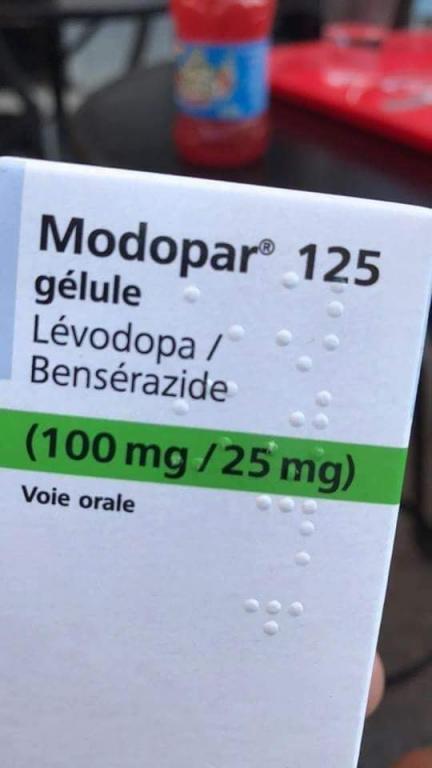 Modopar® 125
gélule
Lévodopa /
Bensérazide
(100 mg / 25 mg)
Voie orale